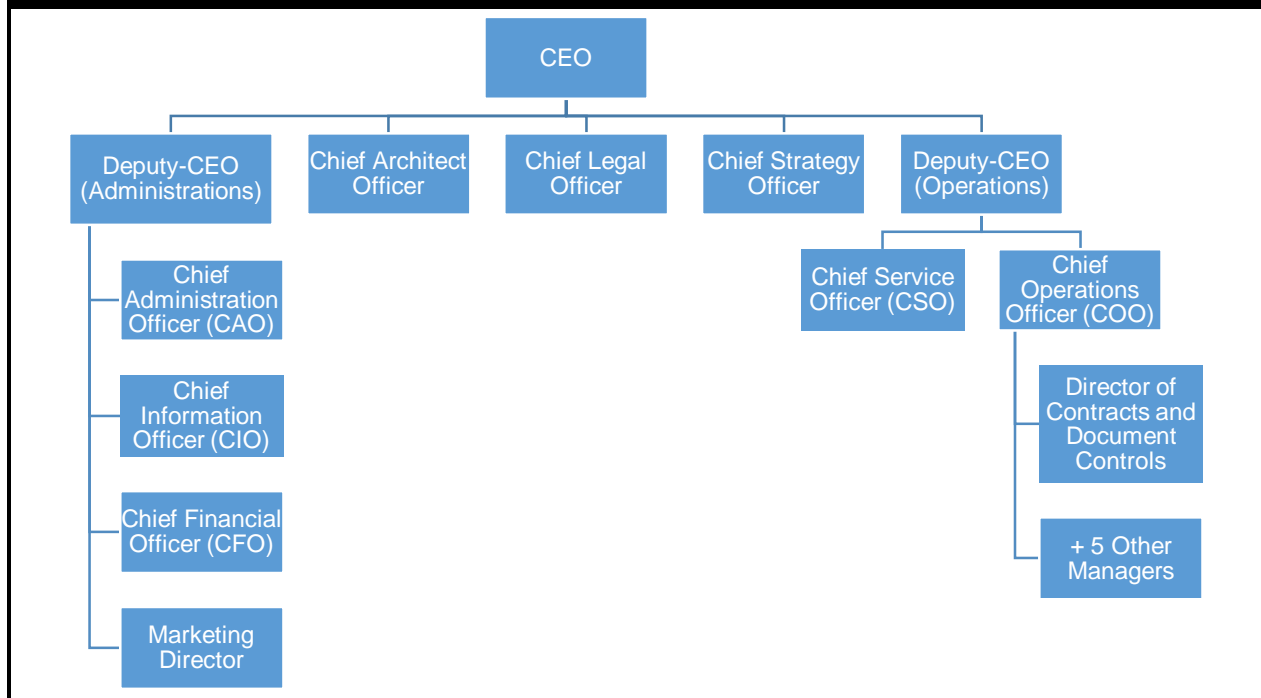 CEO
Deputy-CEO
(Administrations)
Chief Architect
Officer
Chief Legal
Officer
Chief Strategy
Officer
Deputy-CEO
(Operations)
Chief
Administration
Officer (CAO)
Chief
Information
Officer (CIO)
Chief Financial
Officer (CFO)
Marketing
Director
Chief Service
Officer (CSO)
Chief
Operations
Officer (COO)
Director of
Contracts and
Document
Controls
+ 5 Other
Managers